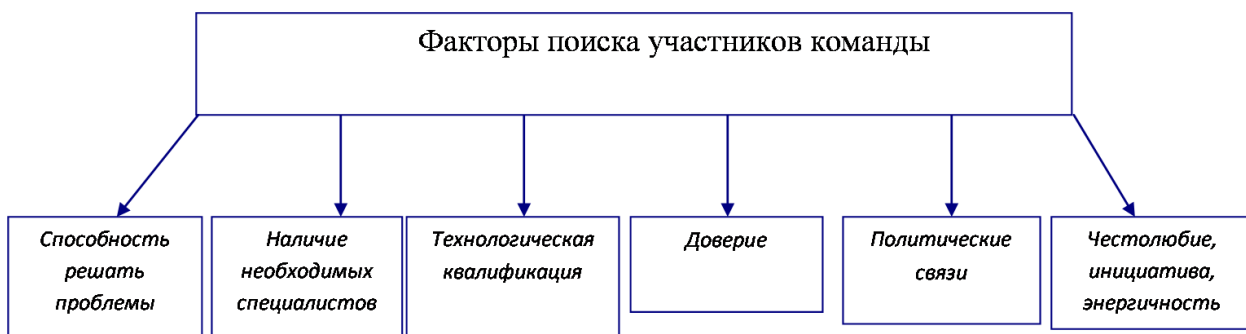 Факторы поиска участников команды
Способность
решать
проблемы
Наличие
необходимых
специалистов
Технологическая
квалификация
Доверие
Политические
связи
Честолюбие,
инициатива,
энергичность